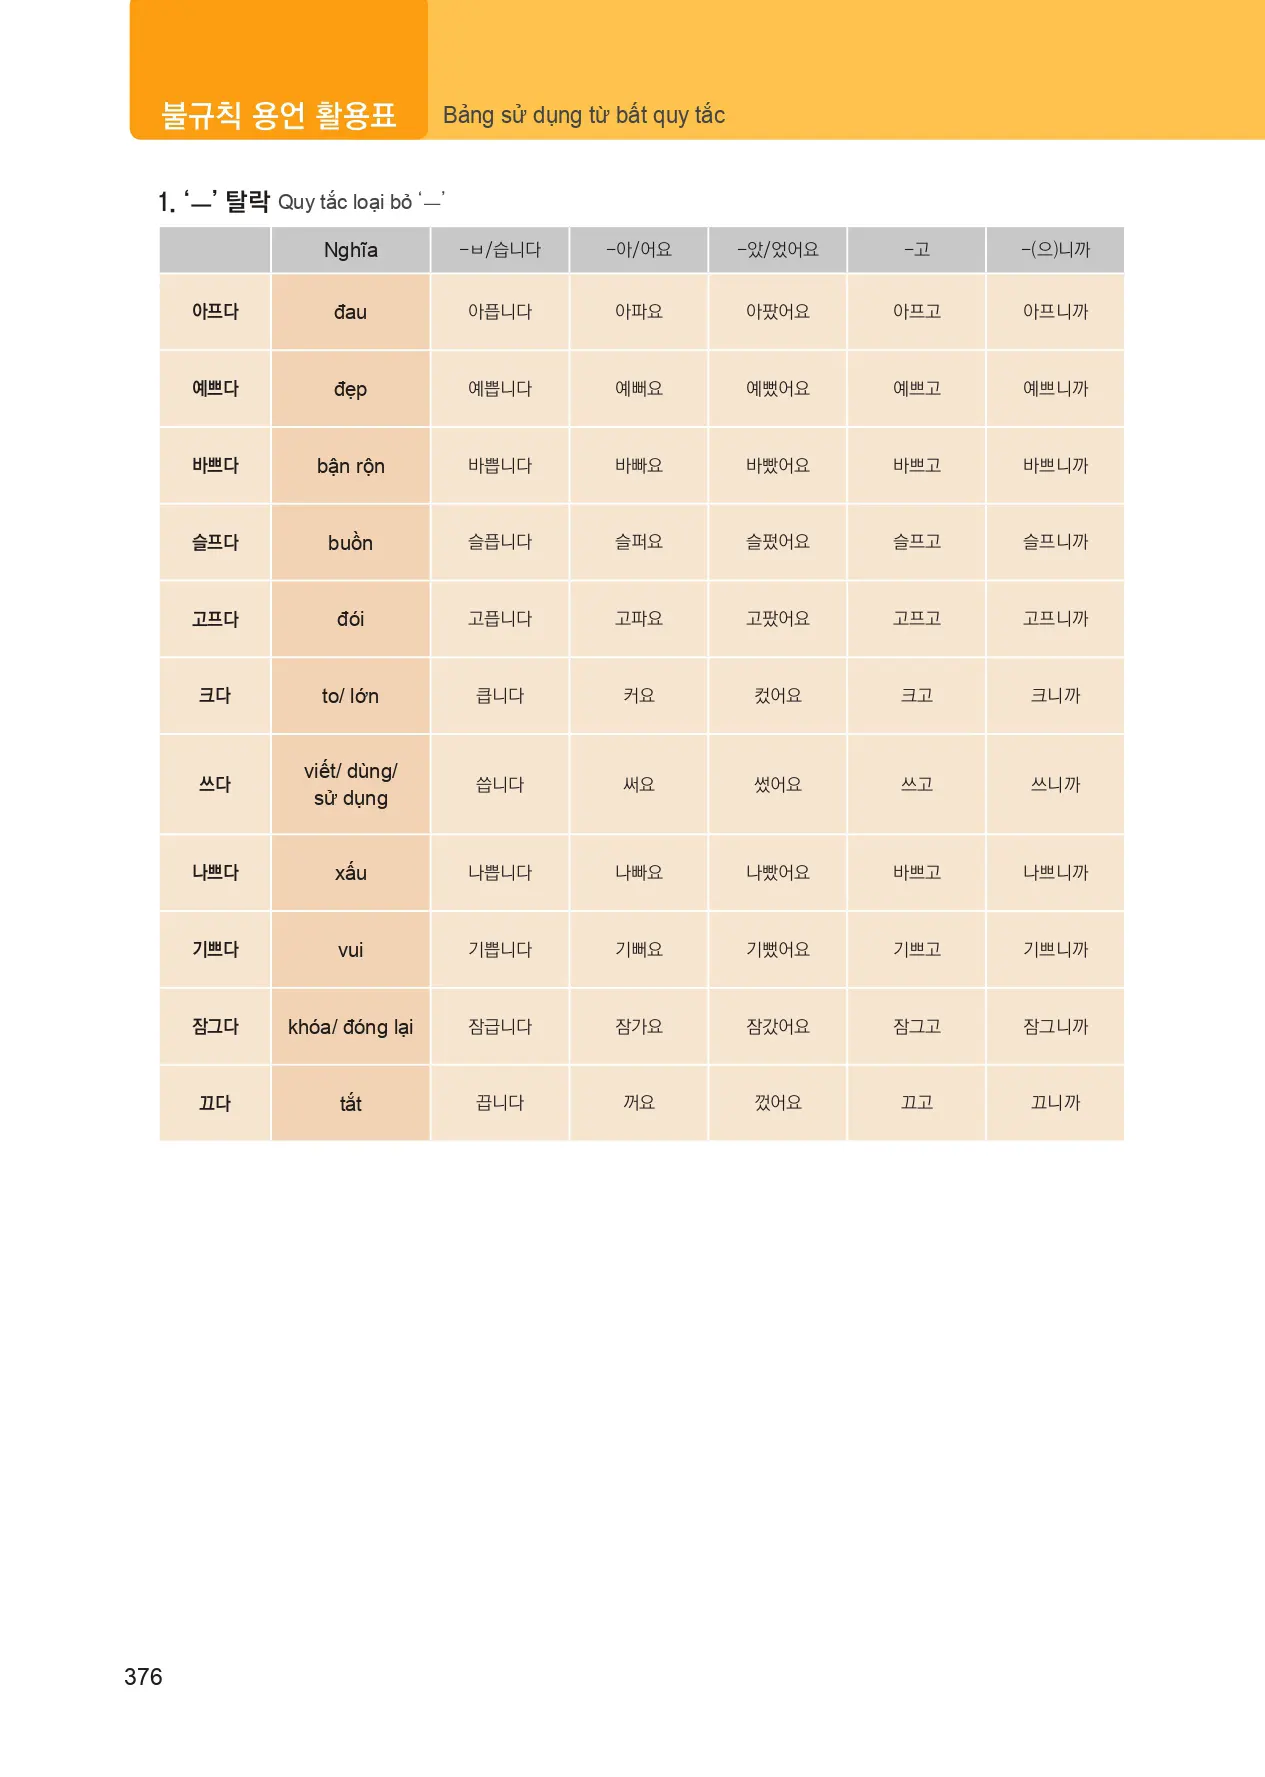 불규칙 용언 활용표 Bảng sử dụng từ bất quy tắc
1. ‘ㅡ’ 탈락 Quy tắc loại bỏ ‘ㅡ’
Nghĩa -ㅂ/습니다 -아/어요 -았/었어요 -고 -(으)니까
아프다 đau 아픕니다 아파요 아팠어요 아프고 아프니까
예쁘다 đẹp 예쁩니다 예뻐요 예뻤어요 예쁘고 예쁘니까
바쁘다 bận rộn 바쁩니다 바빠요 바빴어요 바쁘고 바쁘니까
슬프다 buồn 슬픕니다 슬퍼요 슬펐어요 슬프고 슬프니까
고프다 đói 고픕니다 고파요 고팠어요 고프고 고프니까
크다 to/ lớn 큽니다 커요 컸어요 크고 크니까
쓰다 viết/ dùng/
sử dụng 씁니다 써요 썼어요 쓰고 쓰니까
나쁘다 xấu 나쁩니다 나빠요 나빴어요 바쁘고 나쁘니까
기쁘다 vui 기쁩니다 기뻐요 기뻤어요 기쁘고 기쁘니까
잠그다 khóa/ đóng lại 잠급니다 잠가요 잠갔어요 잠그고 잠그니까
끄다 tắt 끕니다 꺼요 껐어요 끄고 끄니까
376